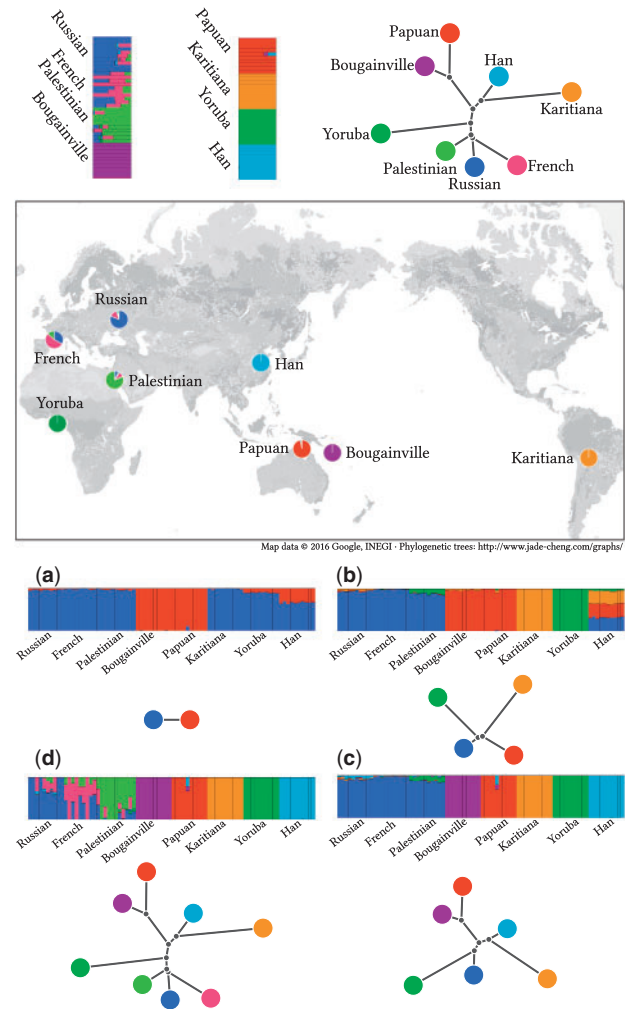 Russian
French
Palestinian
Bougainville
Papuan
Karitiana
Yoruba
Han
Papuan
Bougainville
Han
Karitiana
Yoruba
Palestinian
French
Russian
Russian
French
Palestinian
Han
Yoruba
Papuan
Bougainville
Karitiana
Map data © 2016 Google, INEGI · Phylogenetic trees: http://www.jade-cheng.com/graphs/
(a)
Russian French Palestinian Bougainville Papuan Karitiana Yoruba Han
(b)
Russian French Palestinian Bougainville Papuan Karitiana Yoruba Han
(d)
Russian French Palestinian Bougainville Papuan Karitiana Yoruba Han
(c)
Russian French Palestinian Bougainville Papuan Karitiana Yoruba Han